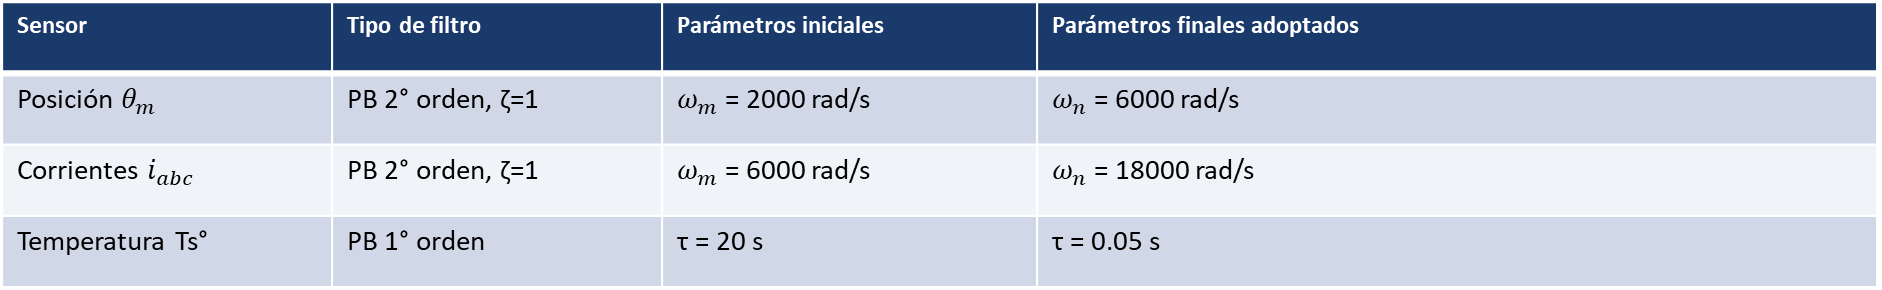 Sensor Tipo de filtro Parámetros iniciales Parámetros finales adoptados
Posición θₘ PB 2° orden, ζ=1 ωₘ = 2000 rad/s ωₙ = 6000 rad/s
Corrientes i_abc PB 2° orden, ζ=1 ωₘ = 6000 rad/s ωₙ = 18000 rad/s
Temperatura Ts° PB 1° orden τ = 20 s τ = 0.05 s